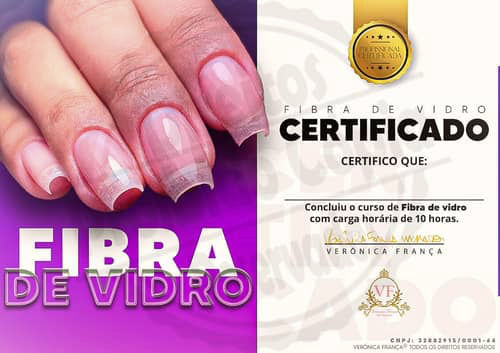 FIBRA
DE VIDRO
PROFISSIONAL
CERTIFICADA
FIBRA DE VIDRO
CERTIFICADO
CERTIFICO QUE:
Concluiu o curso de Fibra de vidro
com carga horária de 10 horas.
VERÔNICA FRANÇA
VF
CNPJ: 32882915/0001-66
VERÔNICA FRANÇA® TODOS OS DIREITOS RESERVADOS